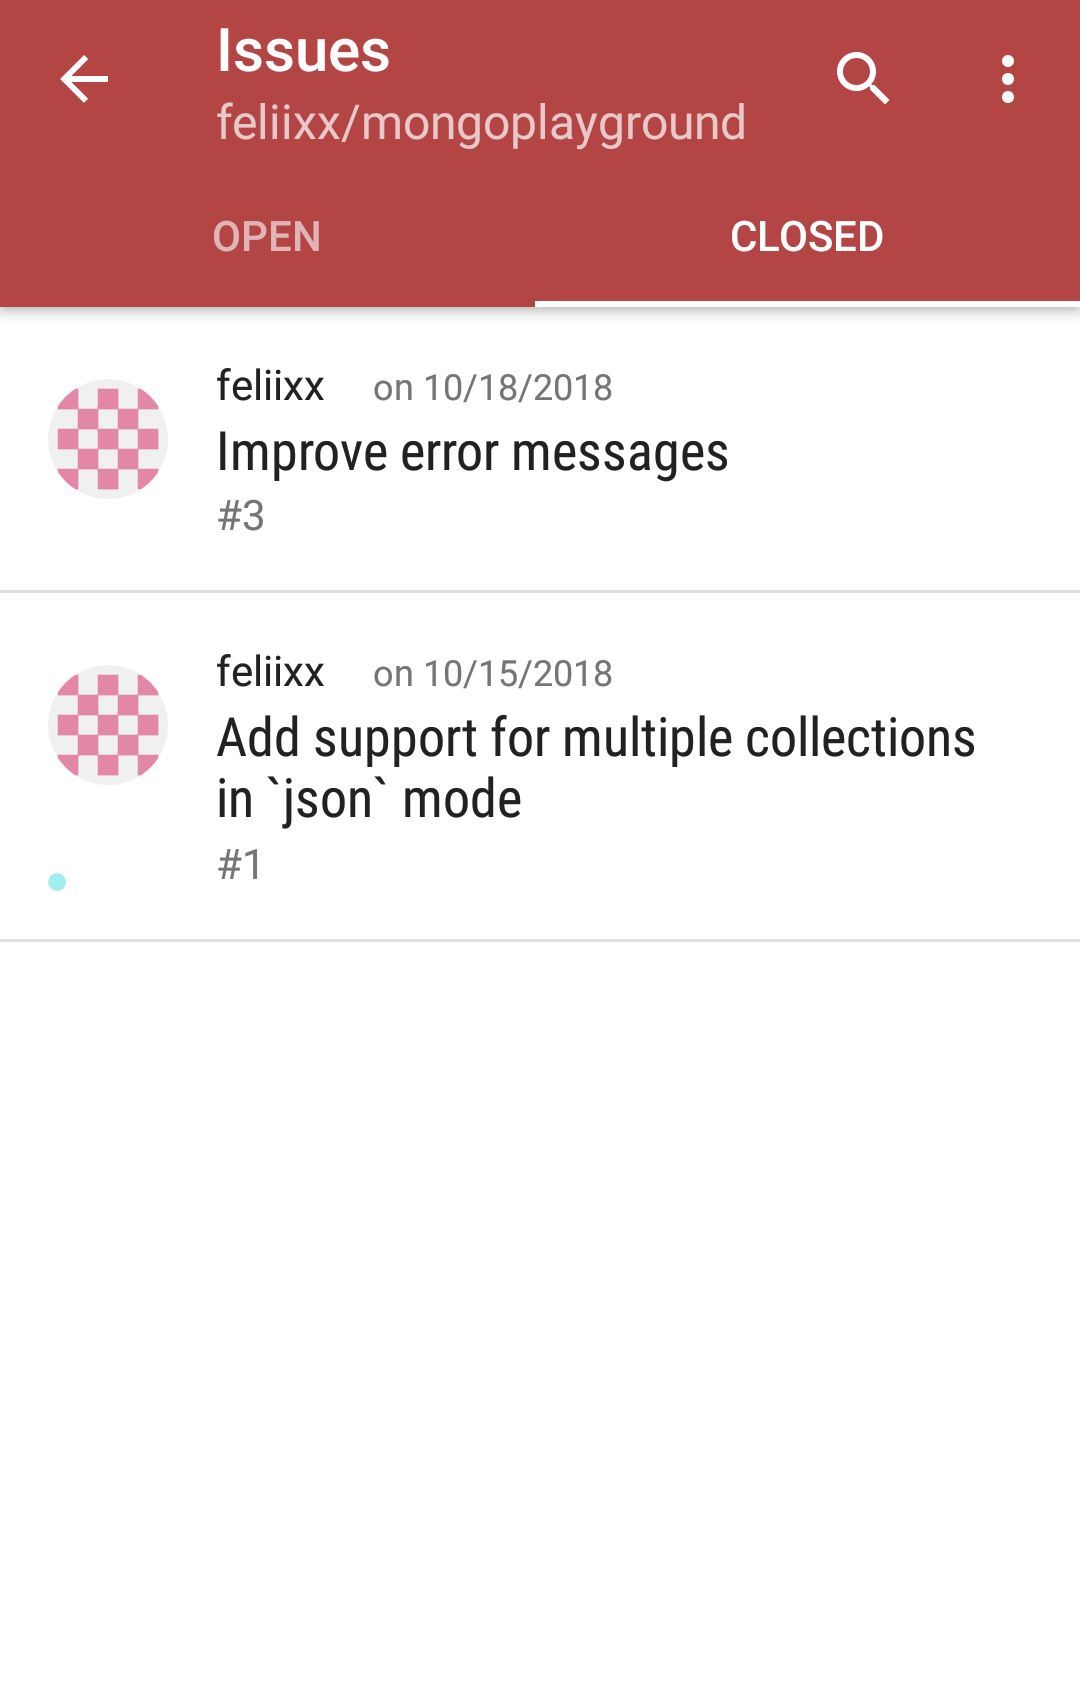 Issues
feliixx/mongoplayground
OPEN
CLOSED
feliixx on 10/18/2018
Improve error messages
#3
feliixx on 10/15/2018
Add support for multiple collections
in `json` mode
#1